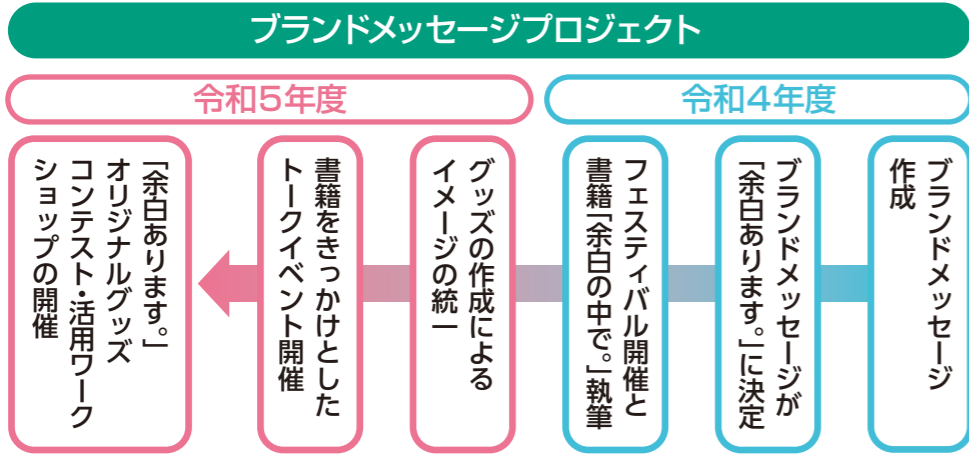 ブランドメッセージプロジェクト
令和4年度
ブランドメッセージ
作成
ブランドメッセージが
「余白あります。」に決定
フェスティバル開催と
書籍「余白の中で。」執筆
令和5年度
グッズの作成による
イメージの統一
書籍をきっかけとした
トークイベント開催
「余白あります。」
オリジナルグッズ
コンテスト・活用ワーク
ショップの開催